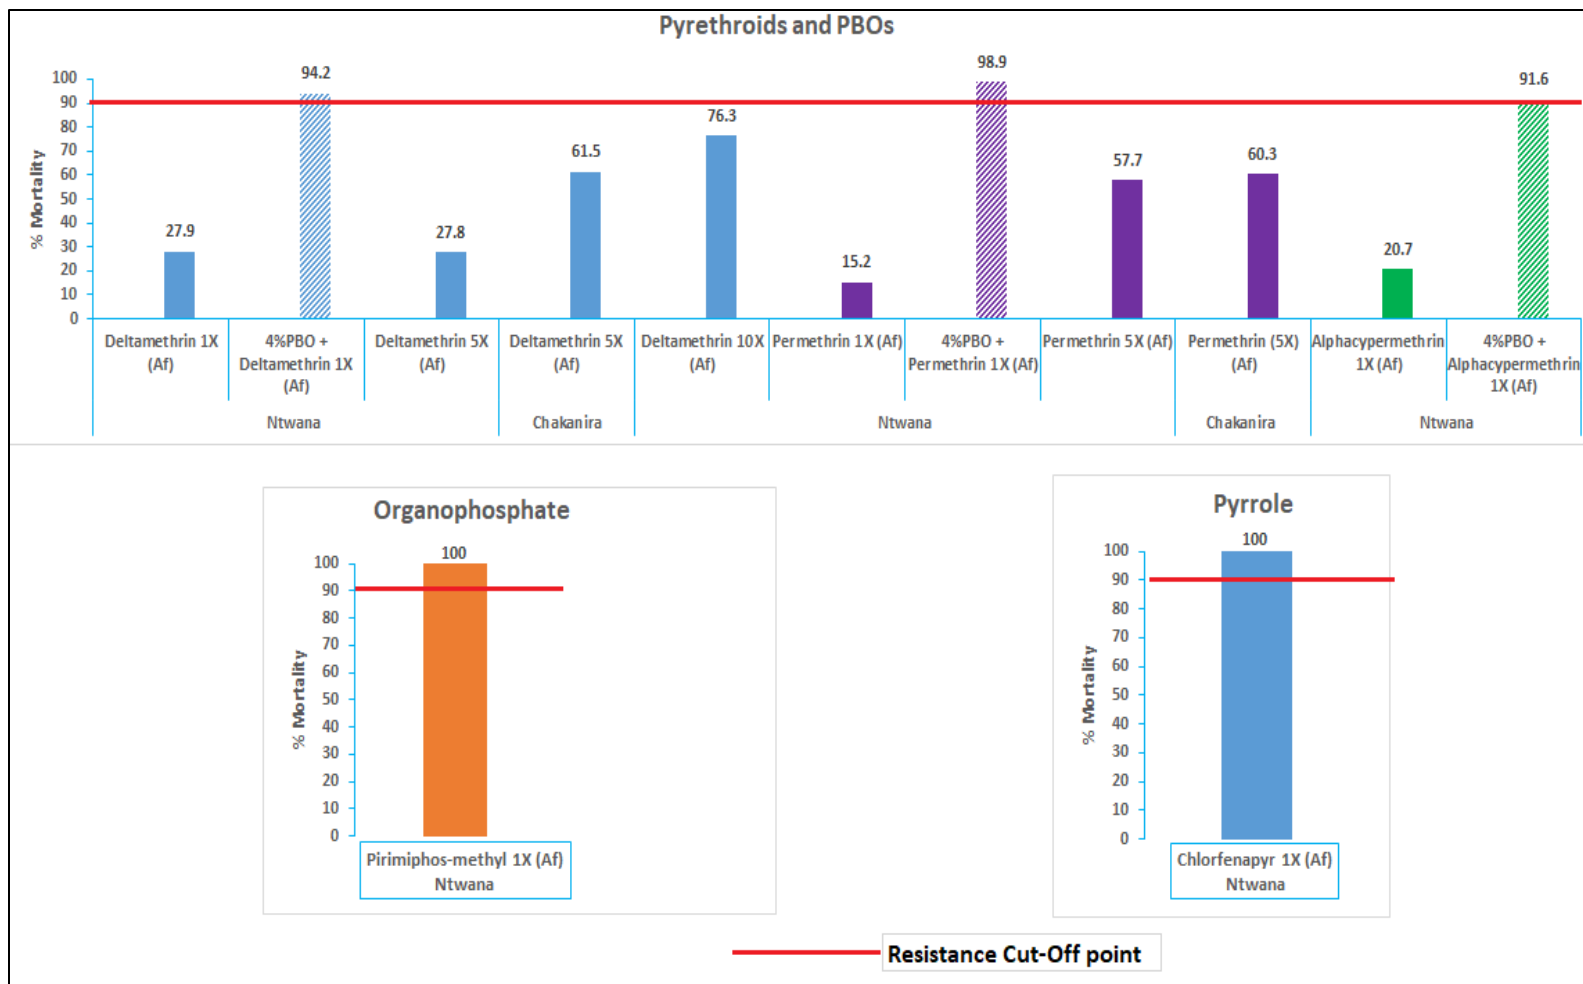 Pyrethroids and PBOs
% Mortality
100
90
80
70
60
50
40
30
20
10
0
27.9
94.2
27.8
61.5
76.3
15.2
98.9
57.7
60.3
20.7
91.6
Deltamethrin 1X
(Af)
4%PBO +
Deltamethrin 1X
(Af)
Deltamethrin 5X
(Af)
Deltamethrin 5X
(Af)
Deltamethrin 10X
(Af)
Permethrin 1X (Af)
4%PBO +
Permethrin 1X (Af)
Permethrin 5X (Af)
Permethrin (5X)
(Af)
Alphacypermethrin
1X (Af)
4%PBO +
Alphacypermethrin
1X (Af)
Ntwana
Chakanira
Ntwana
Chakanira
Ntwana
Organophosphate
% Mortality
100
90
80
70
60
50
40
30
20
10
0
100
Pirimiphos-methyl 1X (Af)
Ntwana
Pyrrole
% Mortality
100
90
80
70
60
50
40
30
20
10
0
100
Chlorfenapyr 1X (Af)
Ntwana
Resistance Cut-Off point